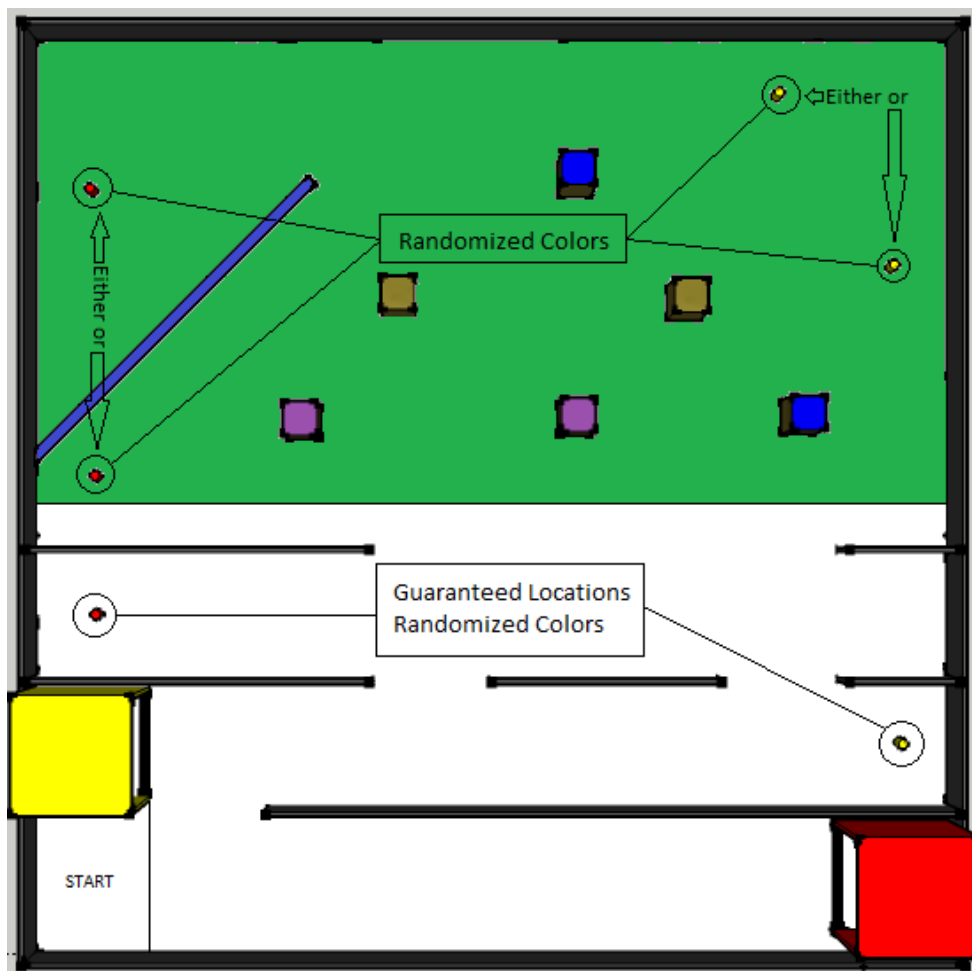 Either or
Randomized Colors
Either or
Guaranteed Locations
Randomized Colors
START